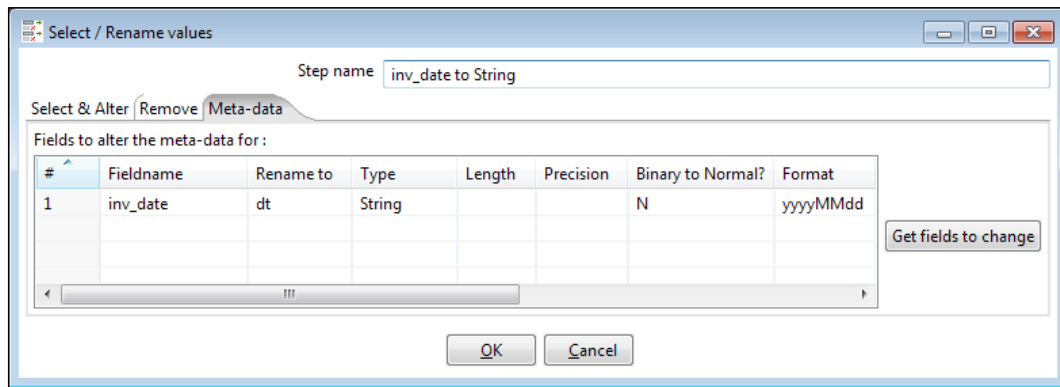 Select / Rename values
Step name inv_date to String
Select & Alter Remove Meta-data
Fields to alter the meta-data for :
# Fieldname Rename to Type Length Precision Binary to Normal? Format
1 inv_date dt String N yyyyMMdd
Get fields to change
OK Cancel